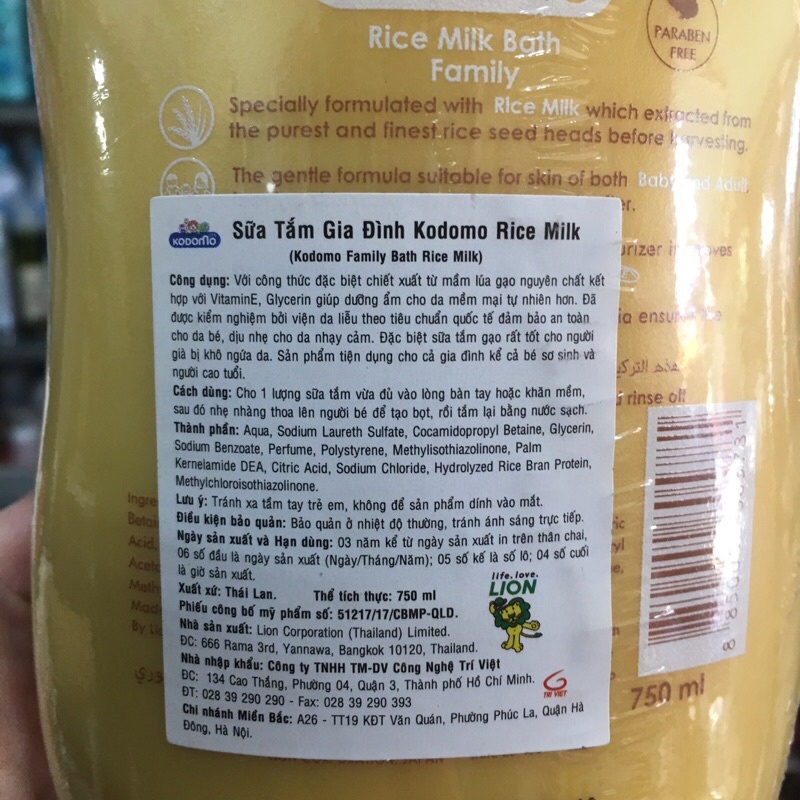 Rice Milk Bath
Family
PARABEN
FREE
Specially formulated with Rice Milk which extracted from
the purest and finest rice seed heads before harvesting.
The gentle formula suitable for skin of both Baby and Adult
KODOMO
Sữa Tắm Gia Đình Kodomo Rice Milk
(Kodomo Family Bath Rice Milk)
Công dụng: Với công thức đặc biệt chiết xuất từ mầm lúa gạo nguyên chất kết
hợp với VitaminE, Glycerin giúp dưỡng ẩm cho da mềm mại tự nhiên hơn. Đã
được kiểm nghiệm bởi viện da liễu theo tiêu chuẩn quốc tế đảm bảo an toàn
cho da bé, dịu nhẹ cho da nhạy cảm. Đặc biệt sữa tắm gạo rất tốt cho người
già bị khô ngứa da. Sản phẩm tiện dụng cho cả gia đình kể cả bé sơ sinh và
người cao tuổi.
Cách dùng: Cho 1 lượng sữa tắm vừa đủ vào lòng bàn tay hoặc khăn mềm,
sau đó nhẹ nhàng thoa lên người bé để tạo bọt, rồi tắm lại bằng nước sạch.
Thành phần: Aqua, Sodium Laureth Sulfate, Cocamidopropyl Betaine, Glycerin,
Sodium Benzoate, Perfume, Polystyrene, Methylisothiazolinone, Palm
Kernelamide DEA, Citric Acid, Sodium Chloride, Hydrolyzed Rice Bran Protein,
Methylchloroisothiazolinone.
Lưu ý: Tránh xa tầm tay trẻ em, không để sản phẩm dính vào mắt.
Điều kiện bảo quản: Bảo quản ở nhiệt độ thường, tránh ánh sáng trực tiếp.
Ngày sản xuất và Hạn dùng: 03 năm kể từ ngày sản xuất in trên thân chai,
06 số đầu là ngày sản xuất (Ngày/Tháng/Năm); 05 số kế là số lô; 04 số cuối
là giờ sản xuất.
Xuất xứ: Thái Lan. Thể tích thực: 750 ml
Phiếu công bố mỹ phẩm số: 51217/17/CBMP-QLD.
Nhà sản xuất: Lion Corporation (Thailand) Limited.
ĐC: 666 Rama 3rd, Yannawa, Bangkok 10120, Thailand.
Nhà nhập khẩu: Công ty TNHH TM-DV Công Nghệ Trí Việt
ĐC: 134 Cao Thắng, Phường 04, Quận 3, Thành phố Hồ Chí Minh.
ĐT: 028 39 290 290 - Fax: 028 39 290 393
Chi nhánh Miền Bắc: A26 - TT19 KĐT Văn Quán, Phường Phúc La, Quận Hà
Đông, Hà Nội.
life.love.
LION
TRI VIET
rinse off
750 ml